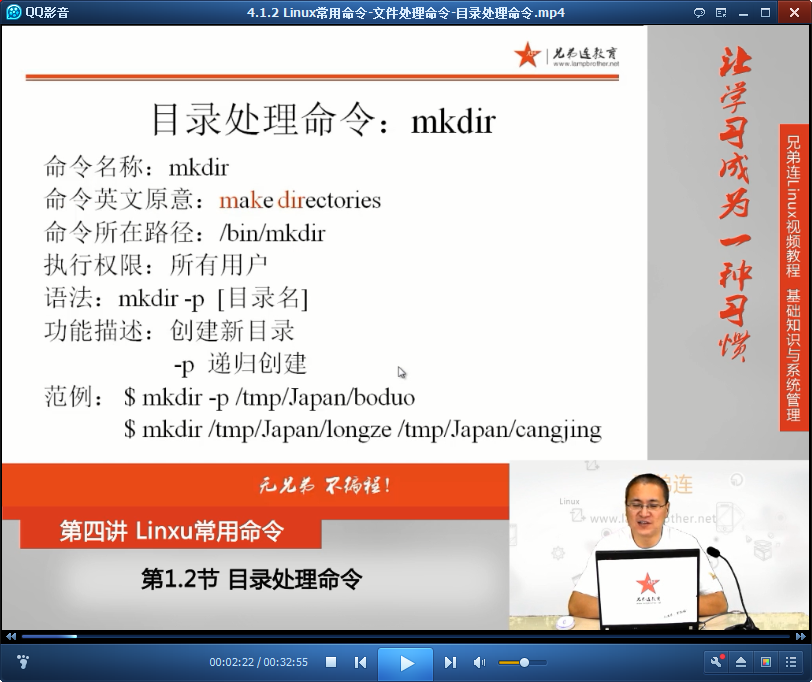 QQ影音
4.1.2 Linux常用命令-文件处理命令-目录处理命令.mp4
兄弟连教育
www.lampbrother.net
目录处理命令：mkdir
命令名称：mkdir
命令英文原意：make directories
命令所在路径：/bin/mkdir
执行权限：所有用户
语法：mkdir -p [目录名]
功能描述：创建新目录
-p 递归创建
范例： $ mkdir -p /tmp/Japan/boduo
$ mkdir /tmp/Japan/longze /tmp/Japan/cangjing
让学习成为一种习惯
兄弟连Linux视频教程 基础知识与系统管理
无兄弟 不编程！
第四讲 Linxu常用命令
第1.2节 目录处理命令
弟连
Linux
www.lampbrother.net
兄弟连教育
00:02:22 / 00:32:55